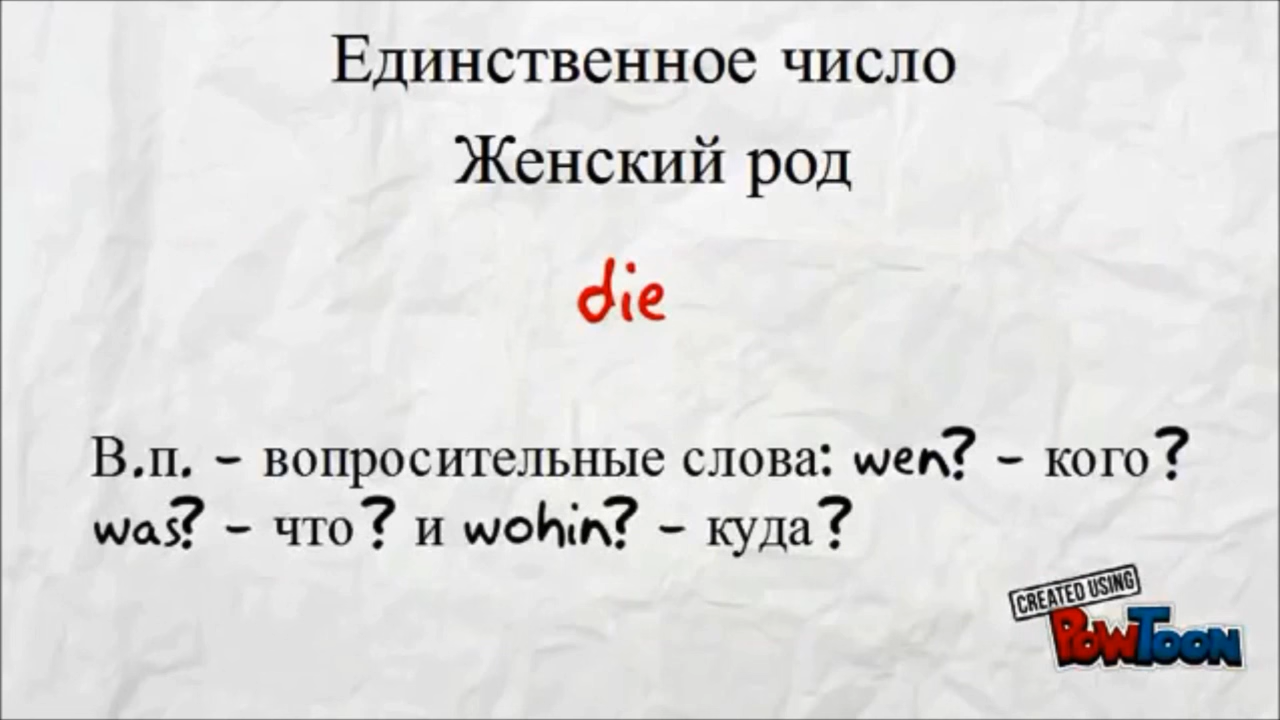 Единственное число
Женский род
die
В.п. - вопросительные слова: wen? - кого?
was? - что? и wohin? - куда?
CREATED USING
POWTOON